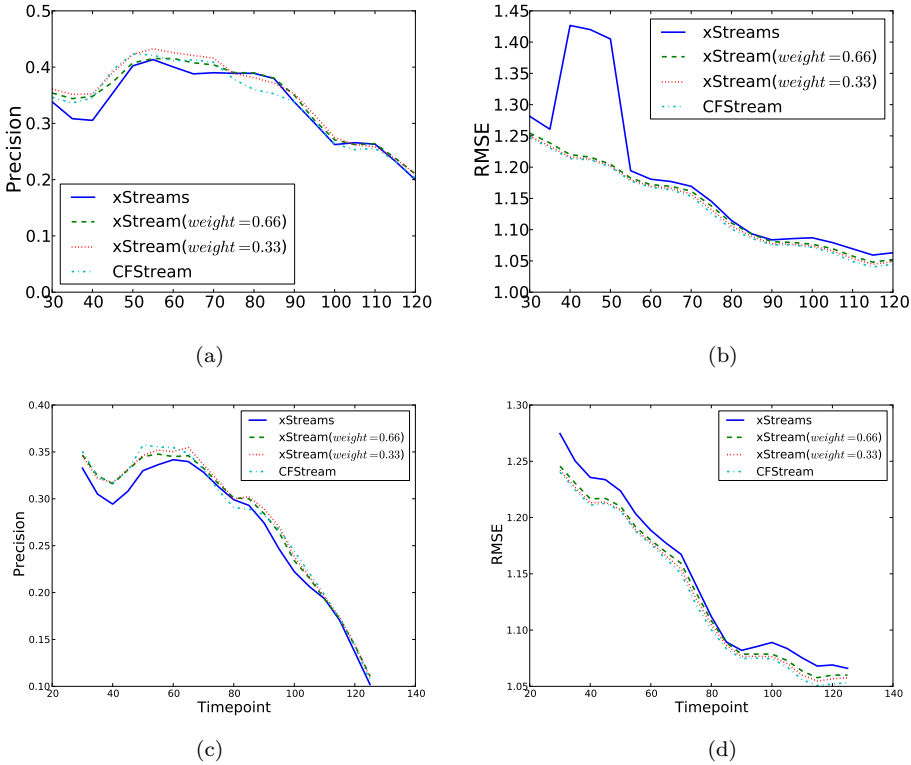 0.5
0.4
0.3
0.2
0.1
0.0
Precision
xStreams
xStream(weight=0.66)
xStream(weight=0.33)
CFStream
30 40 50 60 70 80 90 100 110 120
(a)
1.45
1.40
1.35
1.30
1.25
1.20
1.15
1.10
1.05
1.00
RMSE
xStreams
xStream(weight=0.66)
xStream(weight=0.33)
CFStream
30 40 50 60 70 80 90 100 110 120
(b)
0.40
0.35
0.30
0.25
0.20
0.15
0.10
Precision
xStreams
xStream(weight=0.66)
xStream(weight=0.33)
CFStream
20 40 60 80 100 120 140
Timepoint
(c)
1.30
1.25
1.20
1.15
1.10
1.05
RMSE
xStreams
xStream(weight=0.66)
xStream(weight=0.33)
CFStream
20 40 60 80 100 120 140
Timepoint
(d)